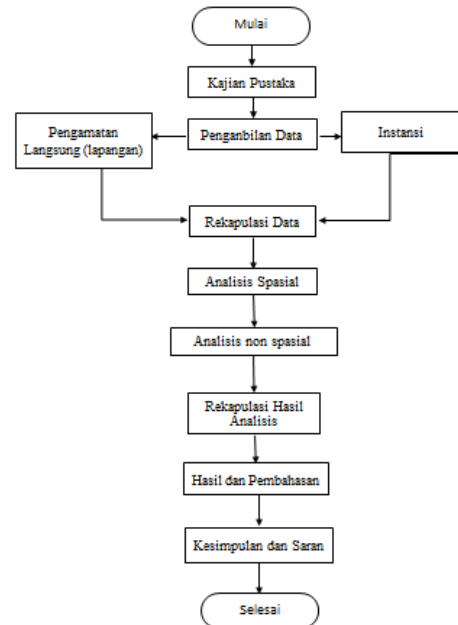 Mulai
Kajian Pustaka
Penganbilan Data
Pengamatan
Langsung (lapangan)
Instansi
Rekapulasi Data
Analisis Spasial
Analisis non spasial
Rekapulasi Hasil
Analisis
Hasil dan Pembahasan
Kesimpulan dan Saran
Selesai